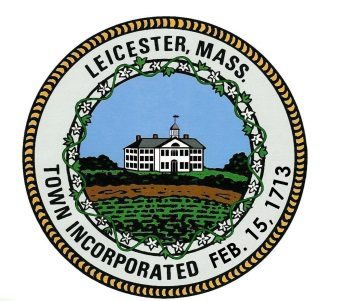 LEICESTER, MASS.
TOWN INCORPORATED FEB. 15, 1713